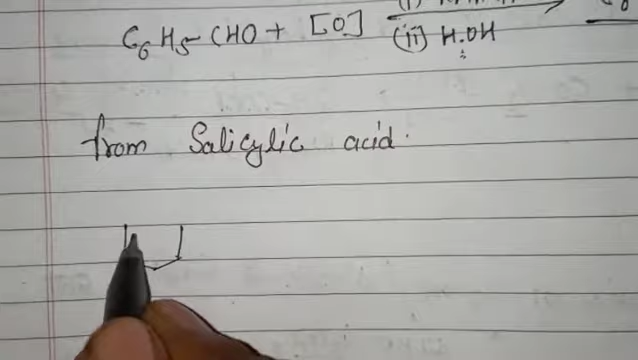 (i)
C6H5-CHO + [O]
(ii) H.OH
from Salicylic acid.